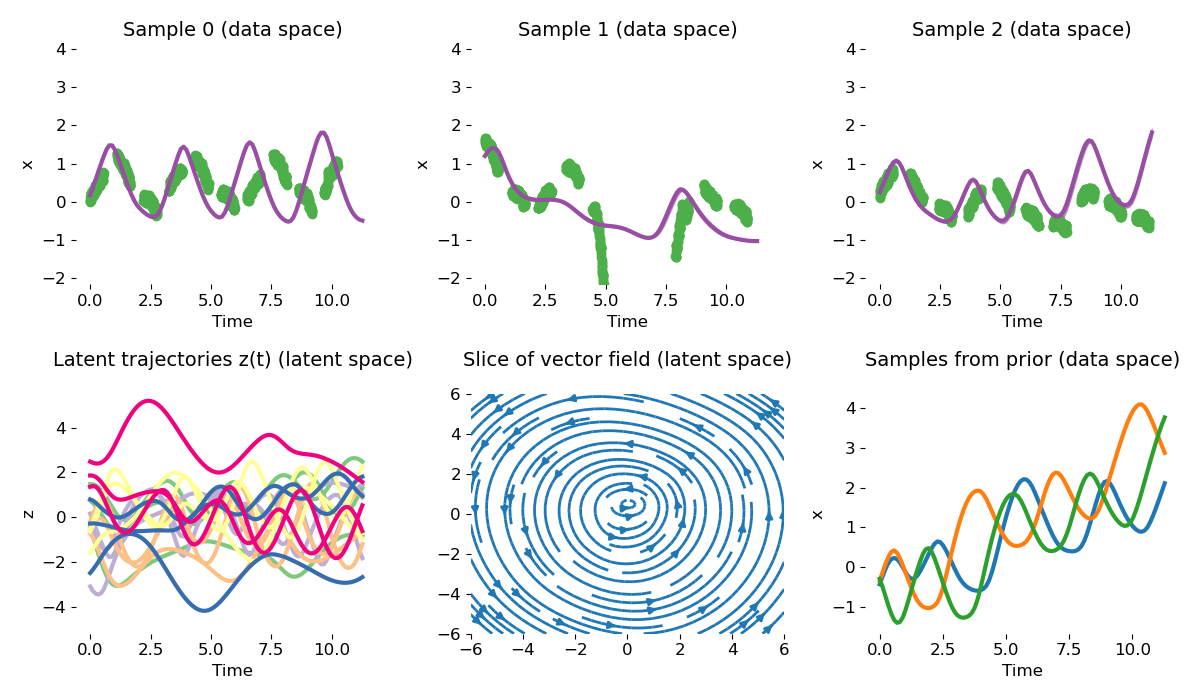 Sample 0 (data space)
4
3
2
1
0
−1
−2
x
0.0 2.5 5.0 7.5 10.0
Time
Sample 1 (data space)
4
3
2
1
0
−1
−2
x
0.0 2.5 5.0 7.5 10.0
Time
Sample 2 (data space)
4
3
2
1
0
−1
−2
x
0.0 2.5 5.0 7.5 10.0
Time
Latent trajectories z(t) (latent space)
4
2
0
−2
−4
z
0.0 2.5 5.0 7.5 10.0
Time
Slice of vector field (latent space)
6
4
2
0
−2
−4
−6
−6 −4 −2 0 2 4 6
Samples from prior (data space)
4
3
2
1
0
−1
x
0.0 2.5 5.0 7.5 10.0
Time